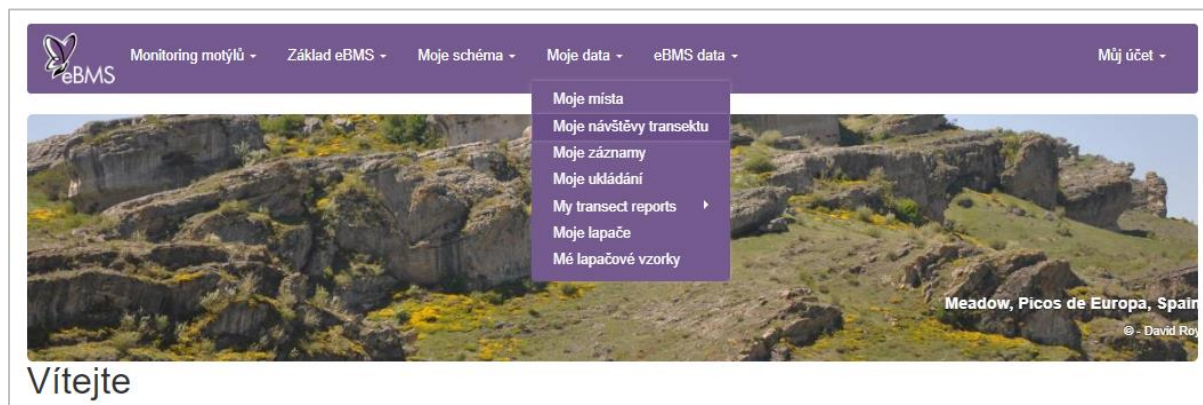 eBMS
Monitoring motýlů
Základ eBMS
Moje schéma
Moje data
eBMS data
Můj účet
Moje místa
Moje návštěvy transektu
Moje záznamy
Moje ukládání
My transect reports
Moje lapače
Mé lapačové vzorky
Meadow, Picos de Europa, Spain
© - David Roy
Vítejte